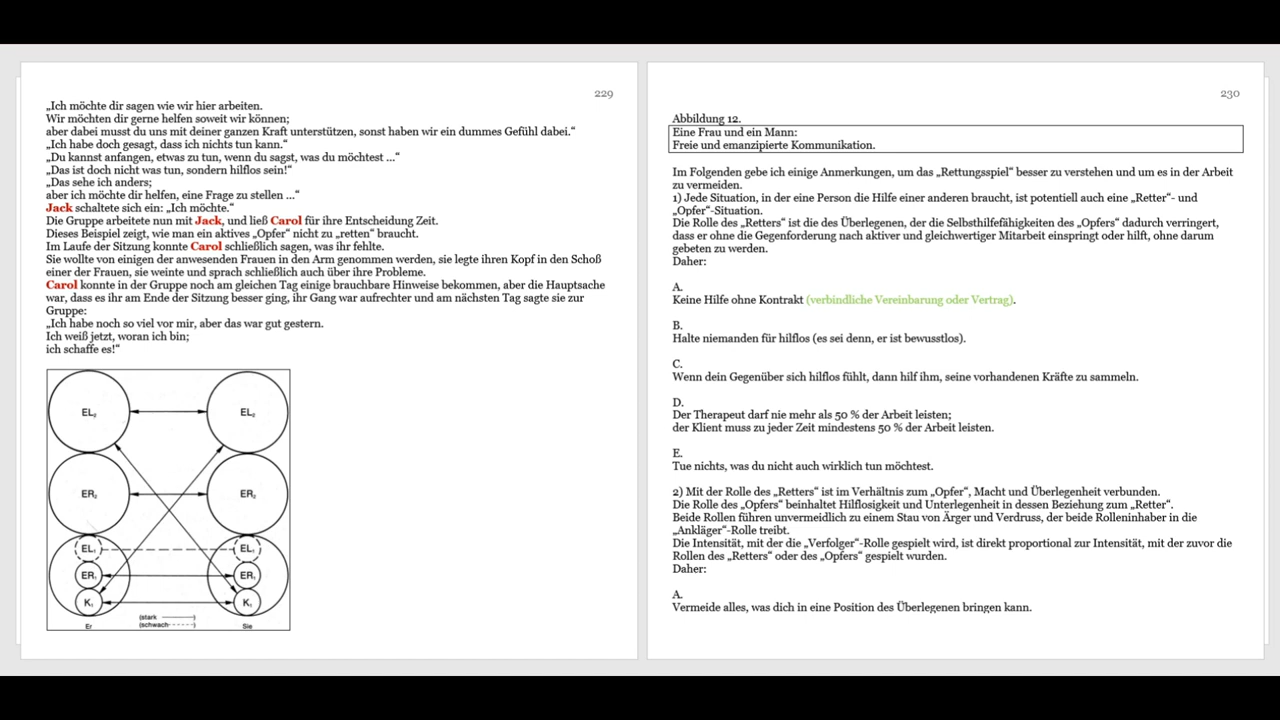 229
„Ich möchte dir sagen wie wir hier arbeiten.
Wir möchten dir gerne helfen soweit wir können;
aber dabei musst du uns mit deiner ganzen Kraft unterstützen, sonst haben wir ein dummes Gefühl dabei.“
„Ich habe doch gesagt, dass ich nichts tun kann.“
„Du kannst anfangen, etwas zu tun, wenn du sagst, was du möchtest ...“
„Das ist doch nicht was tun, sondern hilflos sein!“
„Das sehe ich anders;
aber ich möchte dir helfen, eine Frage zu stellen ...“
Jack schaltete sich ein: „Ich möchte.“
Die Gruppe arbeitete nun mit Jack, und ließ Carol für ihre Entscheidung Zeit.
Dieses Beispiel zeigt, wie man ein aktives „Opfer“ nicht zu „retten“ braucht.
Im Laufe der Sitzung konnte Carol schließlich sagen, was ihr fehlte.
Sie wollte von einigen der anwesenden Frauen in den Arm genommen werden, sie legte ihren Kopf in den Schoß
einer der Frauen, sie weinte und sprach schließlich auch über ihre Probleme.
Carol konnte in der Gruppe noch am gleichen Tag einige brauchbare Hinweise bekommen, aber die Hauptsache
war, dass es ihr am Ende der Sitzung besser ging, ihr Gang war aufrechter und am nächsten Tag sagte sie zur
Gruppe:
„Ich habe noch so viel vor mir, aber das war gut gestern.
Ich weiß jetzt, woran ich bin;
ich schaffe es!“
EL₂ EL₂
ER₂ ER₂
EL₁ EL₁
ER₁ ER₁
K₁ K₁
(stark ———)
(schwach- - - - -)
Er Sie
230
Abbildung 12.
Eine Frau und ein Mann:
Freie und emanzipierte Kommunikation.
Im Folgenden gebe ich einige Anmerkungen, um das „Rettungsspiel“ besser zu verstehen und um es in der Arbeit
zu vermeiden.
1) Jede Situation, in der eine Person die Hilfe einer anderen braucht, ist potentiell auch eine „Retter“- und
„Opfer“-Situation.
Die Rolle des „Retters“ ist die des Überlegenen, der die Selbsthilfefähigkeiten des „Opfers“ dadurch verringert,
dass er ohne die Gegenforderung nach aktiver und gleichwertiger Mitarbeit einspringt oder hilft, ohne darum
gebeten zu werden.
Daher:
A.
Keine Hilfe ohne Kontrakt (verbindliche Vereinbarung oder Vertrag).
B.
Halte niemanden für hilflos (es sei denn, er ist bewusstlos).
C.
Wenn dein Gegenüber sich hilflos fühlt, dann hilf ihm, seine vorhandenen Kräfte zu sammeln.
D.
Der Therapeut darf nie mehr als 50 % der Arbeit leisten;
der Klient muss zu jeder Zeit mindestens 50 % der Arbeit leisten.
E.
Tue nichts, was du nicht auch wirklich tun möchtest.
2) Mit der Rolle des „Retters“ ist im Verhältnis zum „Opfer“, Macht und Überlegenheit verbunden.
Die Rolle des „Opfers“ beinhaltet Hilflosigkeit und Unterlegenheit in dessen Beziehung zum „Retter“.
Beide Rollen führen unvermeidlich zu einem Stau von Ärger und Verdruss, der beide Rolleninhaber in die
„Ankläger“-Rolle treibt.
Die Intensität, mit der die „Verfolger“-Rolle gespielt wird, ist direkt proportional zur Intensität, mit der zuvor die
Rollen des „Retters“ oder des „Opfers“ gespielt wurden.
Daher:
A.
Vermeide alles, was dich in eine Position des Überlegenen bringen kann.